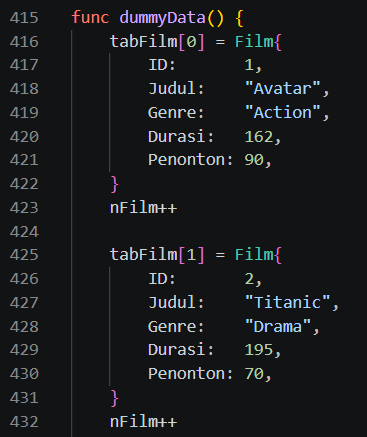 415 func dummyData() {
416     tabFilm[0] = Film{
417         ID:       1,
418         Judul:    "Avatar",
419         Genre:    "Action",
420         Durasi:   162,
421         Penonton: 90,
422     }
423     nFilm++
424
425     tabFilm[1] = Film{
426         ID:       2,
427         Judul:    "Titanic",
428         Genre:    "Drama",
429         Durasi:   195,
430         Penonton: 70,
431     }
432     nFilm++